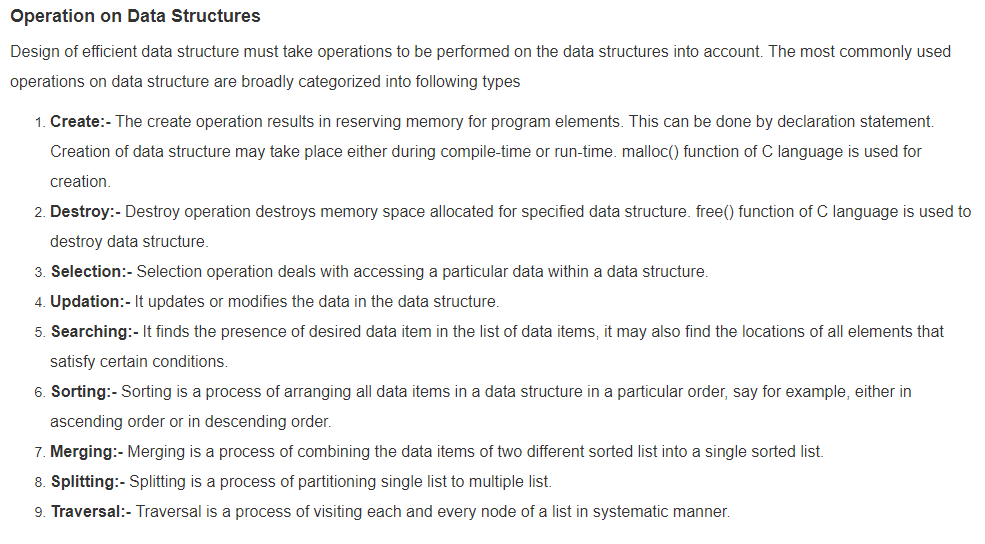 Operation on Data Structures
Design of efficient data structure must take operations to be performed on the data structures into account. The most commonly used
operations on data structure are broadly categorized into following types
1. Create:- The create operation results in reserving memory for program elements. This can be done by declaration statement.
Creation of data structure may take place either during compile-time or run-time. malloc() function of C language is used for
creation.
2. Destroy:- Destroy operation destroys memory space allocated for specified data structure. free() function of C language is used to
destroy data structure.
3. Selection:- Selection operation deals with accessing a particular data within a data structure.
4. Updation:- It updates or modifies the data in the data structure.
5. Searching:- It finds the presence of desired data item in the list of data items, it may also find the locations of all elements that
satisfy certain conditions.
6. Sorting:- Sorting is a process of arranging all data items in a data structure in a particular order, say for example, either in
ascending order or in descending order.
7. Merging:- Merging is a process of combining the data items of two different sorted list into a single sorted list.
8. Splitting:- Splitting is a process of partitioning single list to multiple list.
9. Traversal:- Traversal is a process of visiting each and every node of a list in systematic manner.